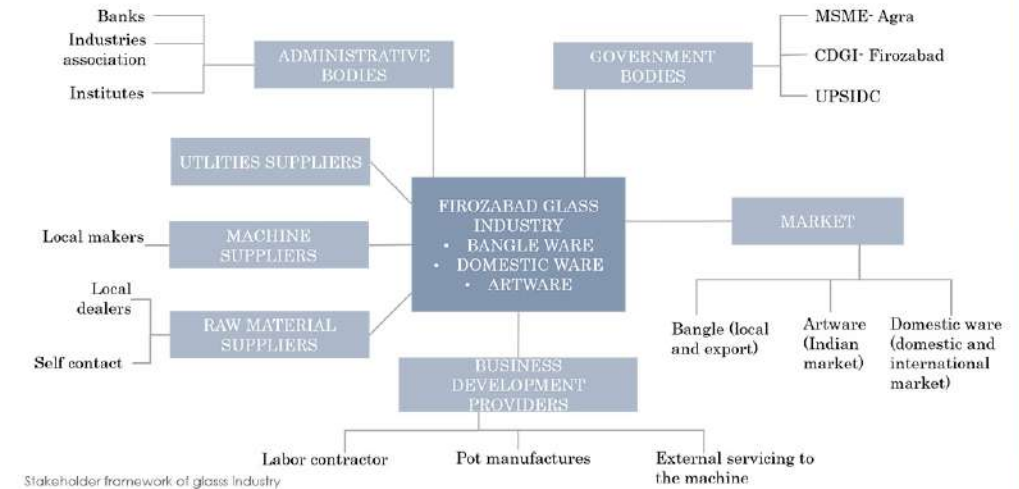 Banks
Industries
association
Institutes
ADMINISTRATIVE
BODIES
GOVERNMENT
BODIES
MSME- Agra
CDGI- Firozabad
UPSIDC
UTLITIES SUPPLIERS
Local makers
MACHINE
SUPPLIERS
Local
dealers
Self contact
RAW MATERIAL
SUPPLIERS
FIROZABAD GLASS
INDUSTRY
• BANGLE WARE
• DOMESTIC WARE
• ARTWARE
MARKET
Bangle (local
and export)
Artware
(Indian
market)
Domestic ware
(domestic and
international
market)
BUSINESS
DEVELOPMENT
PROVIDERS
Labor contractor
Pot manufactures
External servicing to
the machine
Stakeholder framework of glasss industry